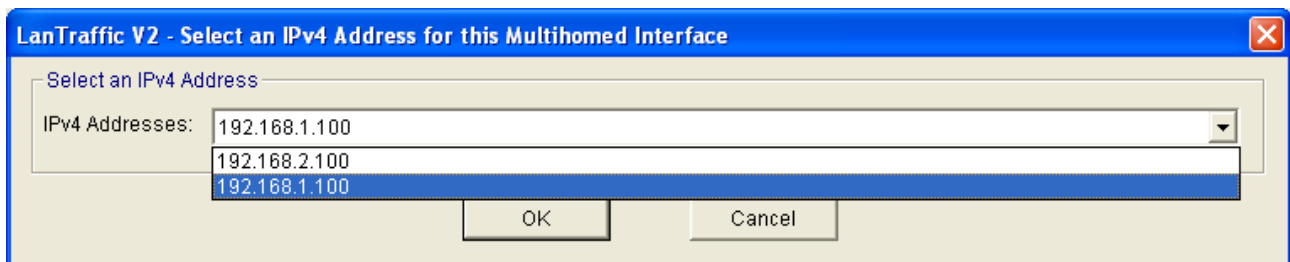 LanTraffic V2 - Select an IPv4 Address for this Multihomed Interface
Select an IPv4 Address
IPv4 Addresses: 192.168.1.100
192.168.2.100
192.168.1.100
OK Cancel